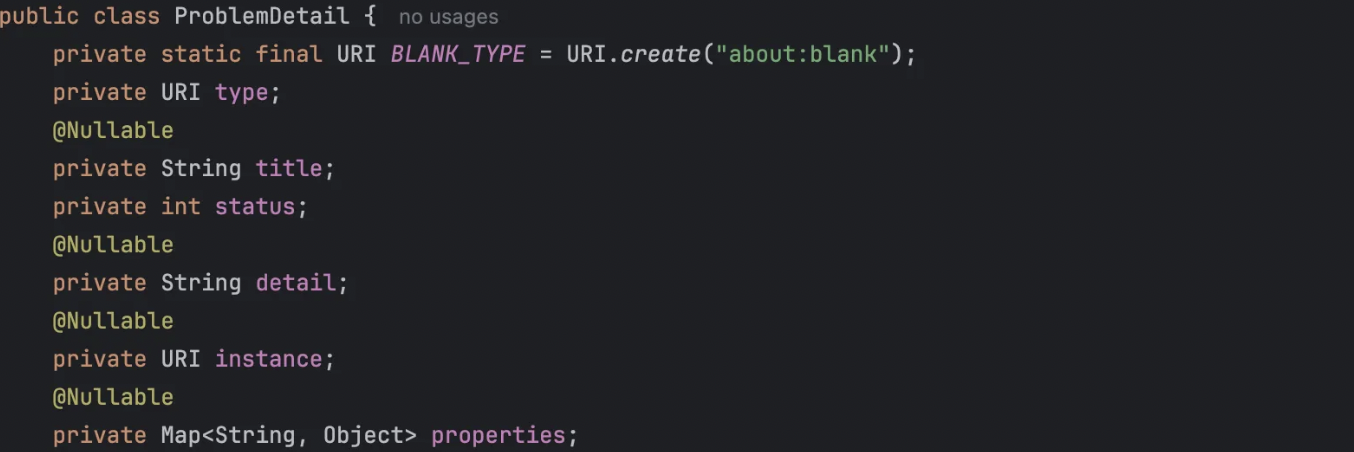 public class ProblemDetail { no usages
private static final URI BLANK_TYPE = URI.create("about:blank");
private URI type;
@Nullable
private String title;
private int status;
@Nullable
private String detail;
@Nullable
private URI instance;
@Nullable
private Map<String, Object> properties;